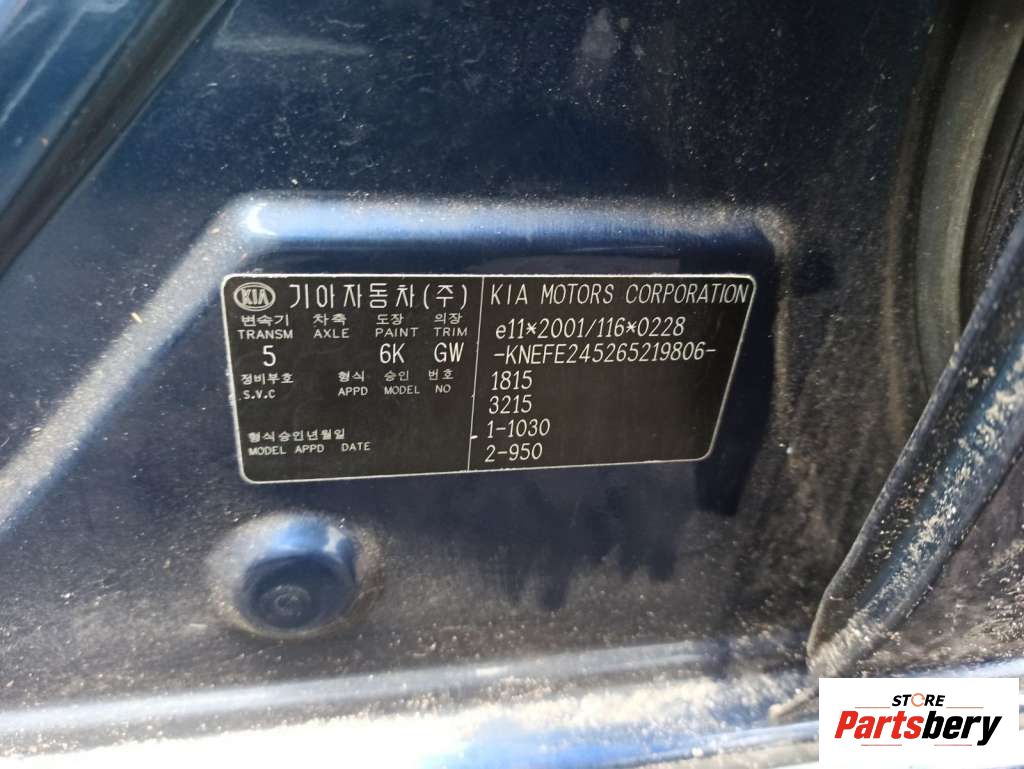 KIA 기아자동차(주)
변속기 차축 도장 의장
TRANSM AXLE PAINT TRIM
5 6K GW
정비부호 형식 승인 번호
S.V.C APPD MODEL NO
형식승인년월일
MODEL APPD DATE
KIA MOTORS CORPORATION
e11*2001/116*0228
-KNEFE245265219806-
1815
3215
1-1030
2-950
STORE
Partsbery